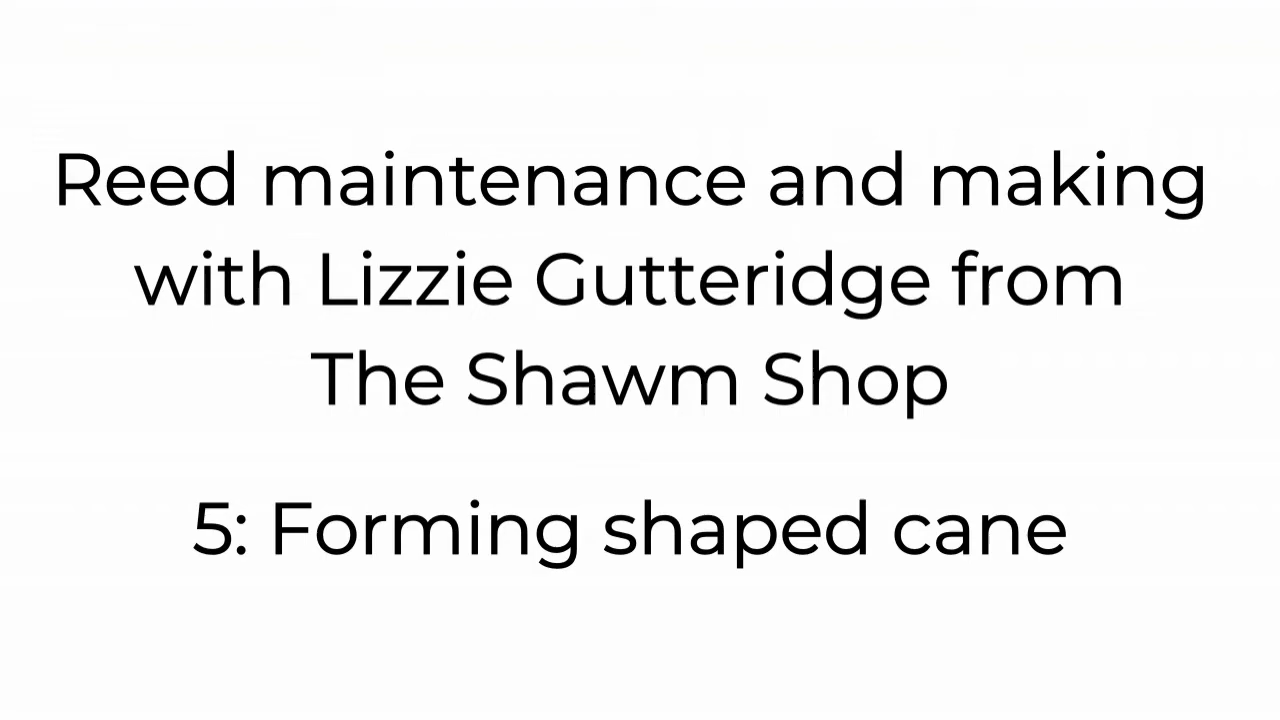 Reed maintenance and making
with Lizzie Gutteridge from
The Shawm Shop
5: Forming shaped cane